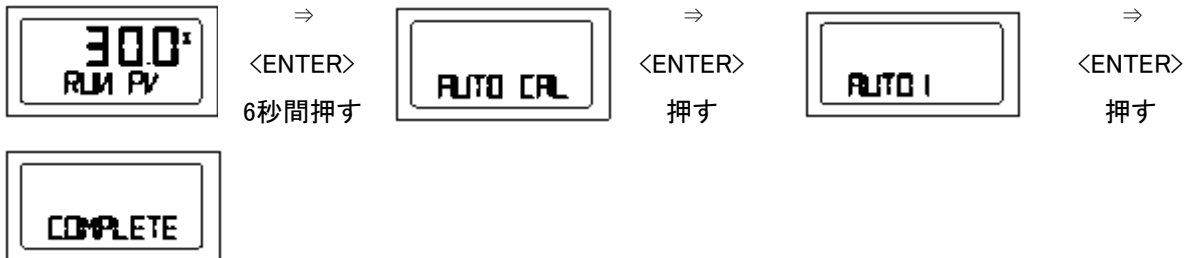 30.0%
RUN PV
⇒
<ENTER>
6秒間押す
AUTO CAL
⇒
<ENTER>
押す
AUTO 1
⇒
<ENTER>
押す
COMPLETE